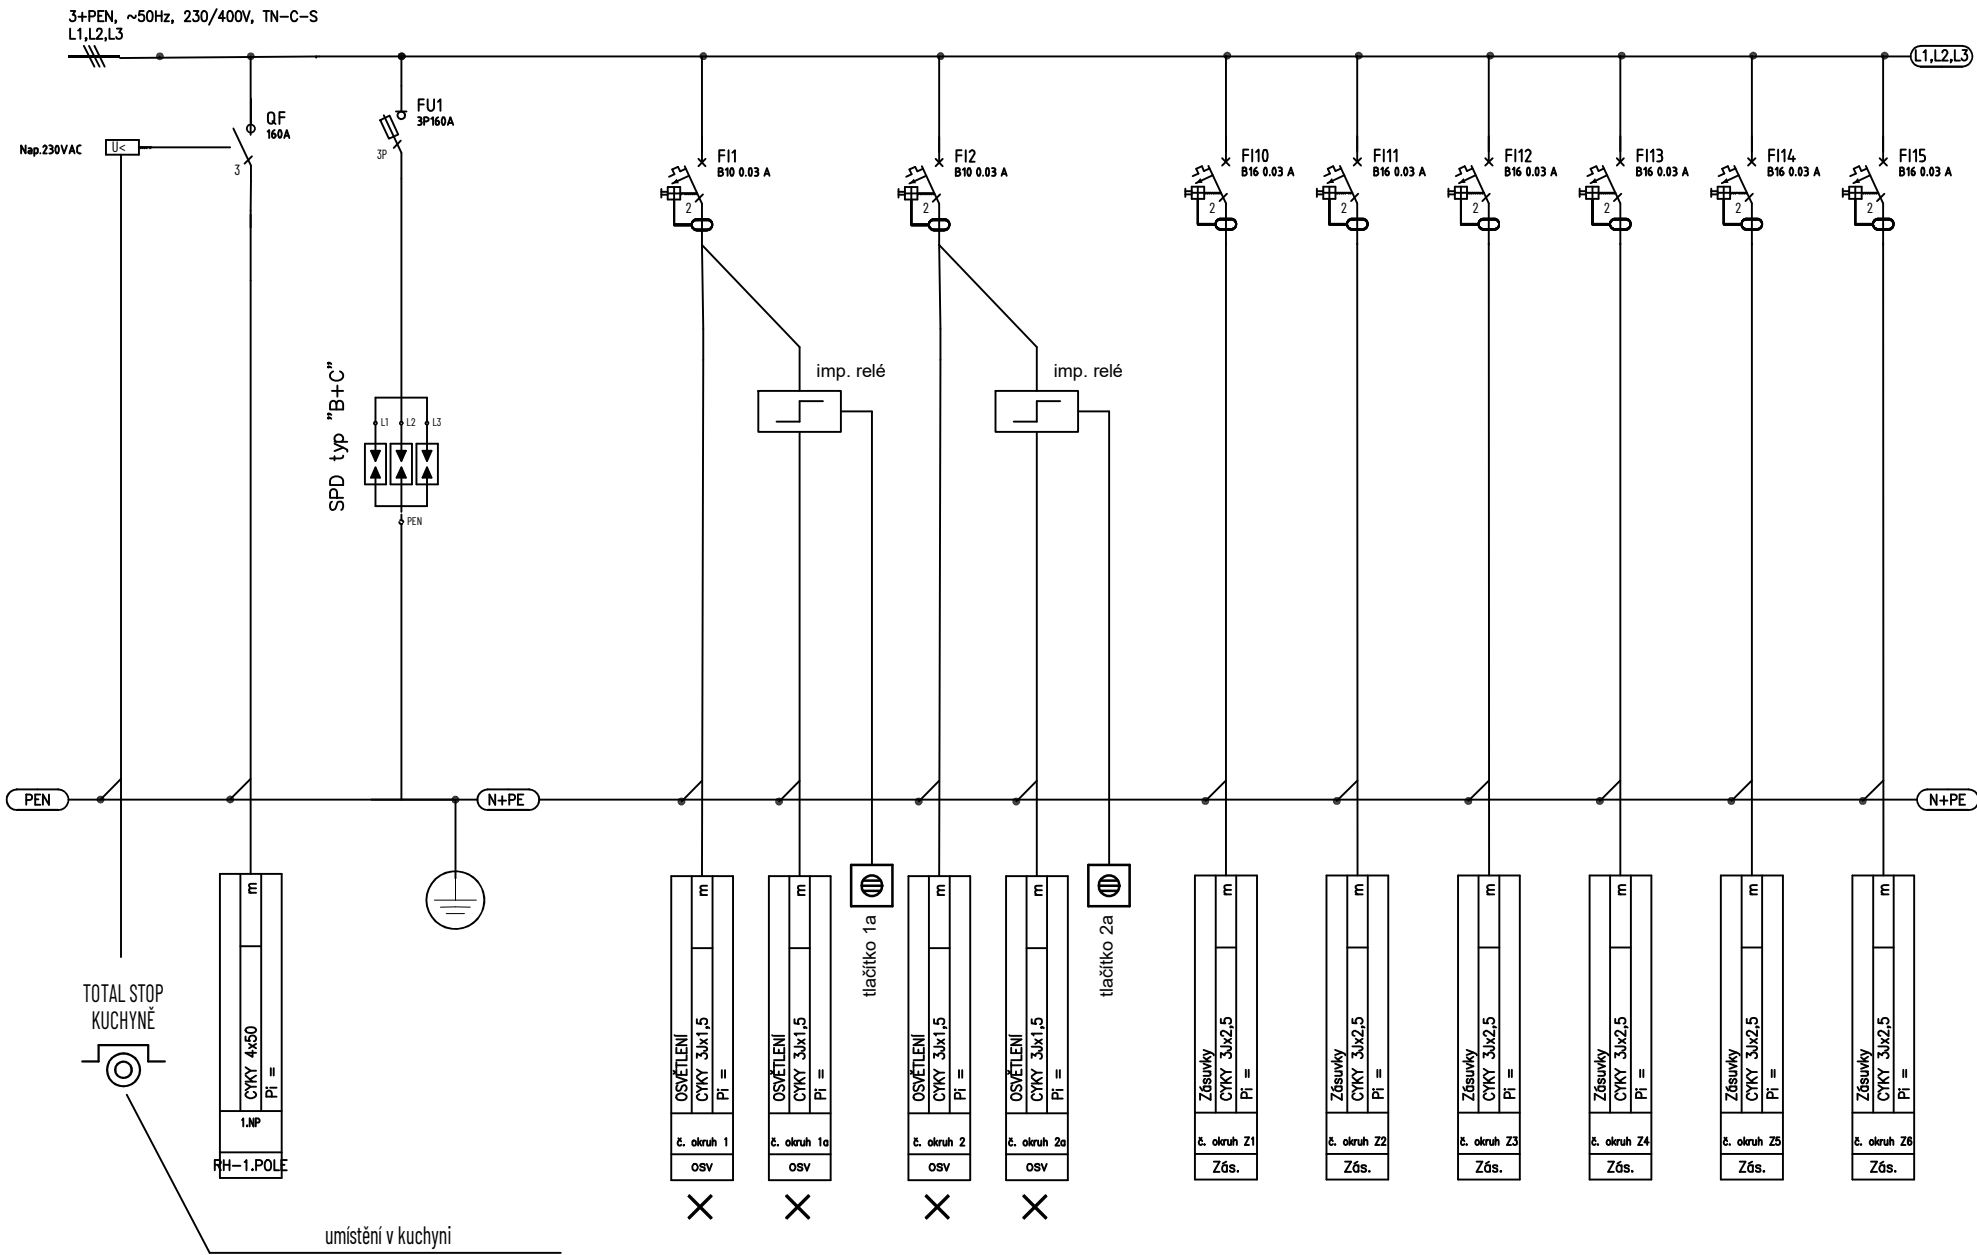 3+PEN, ~50Hz, 230/400V, TN-C-S
L1,L2,L3
L1,L2,L3
QF
160A
3
Nap.230VAC
U<
FU1
3P160A
3P
FI1
B10 0.03 A
2
FI2
B10 0.03 A
2
FI10
B16 0.03 A
2
FI11
B16 0.03 A
2
FI12
B16 0.03 A
2
FI13
B16 0.03 A
2
FI14
B16 0.03 A
2
FI15
B16 0.03 A
2
imp. relé
imp. relé
SPD typ "B+C"
L1
L2
L3
PEN
PEN
N+PE
N+PE
TOTAL STOP
KUCHYNĚ
umístění v kuchyni
m
CYKY 4x50
Pi =
1.NP
RH-1.POLE
OSVĚTLENÍ
CYKY 3Jx1,5
m
Pi =
č. okruh 1
osv
OSVĚTLENÍ
CYKY 3Jx1,5
m
Pi =
č. okruh 1a
osv
tlačítko 1a
OSVĚTLENÍ
CYKY 3Jx1,5
m
Pi =
č. okruh 2
osv
OSVĚTLENÍ
CYKY 3Jx1,5
m
Pi =
č. okruh 2a
osv
tlačítko 2a
Zásuvky
CYKY 3Jx2,5
m
Pi =
č. okruh Z1
Zás.
Zásuvky
CYKY 3Jx2,5
m
Pi =
č. okruh Z2
Zás.
Zásuvky
CYKY 3Jx2,5
m
Pi =
č. okruh Z3
Zás.
Zásuvky
CYKY 3Jx2,5
m
Pi =
č. okruh Z4
Zás.
Zásuvky
CYKY 3Jx2,5
m
Pi =
č. okruh Z5
Zás.
Zásuvky
CYKY 3Jx2,5
m
Pi =
č. okruh Z6
Zás.